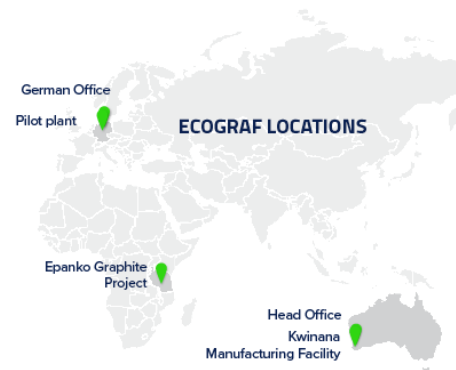 German Office
Pilot plant
ECOGRAF LOCATIONS
Epanko Graphite
Project
Head Office
Kwinana
Manufacturing Facility